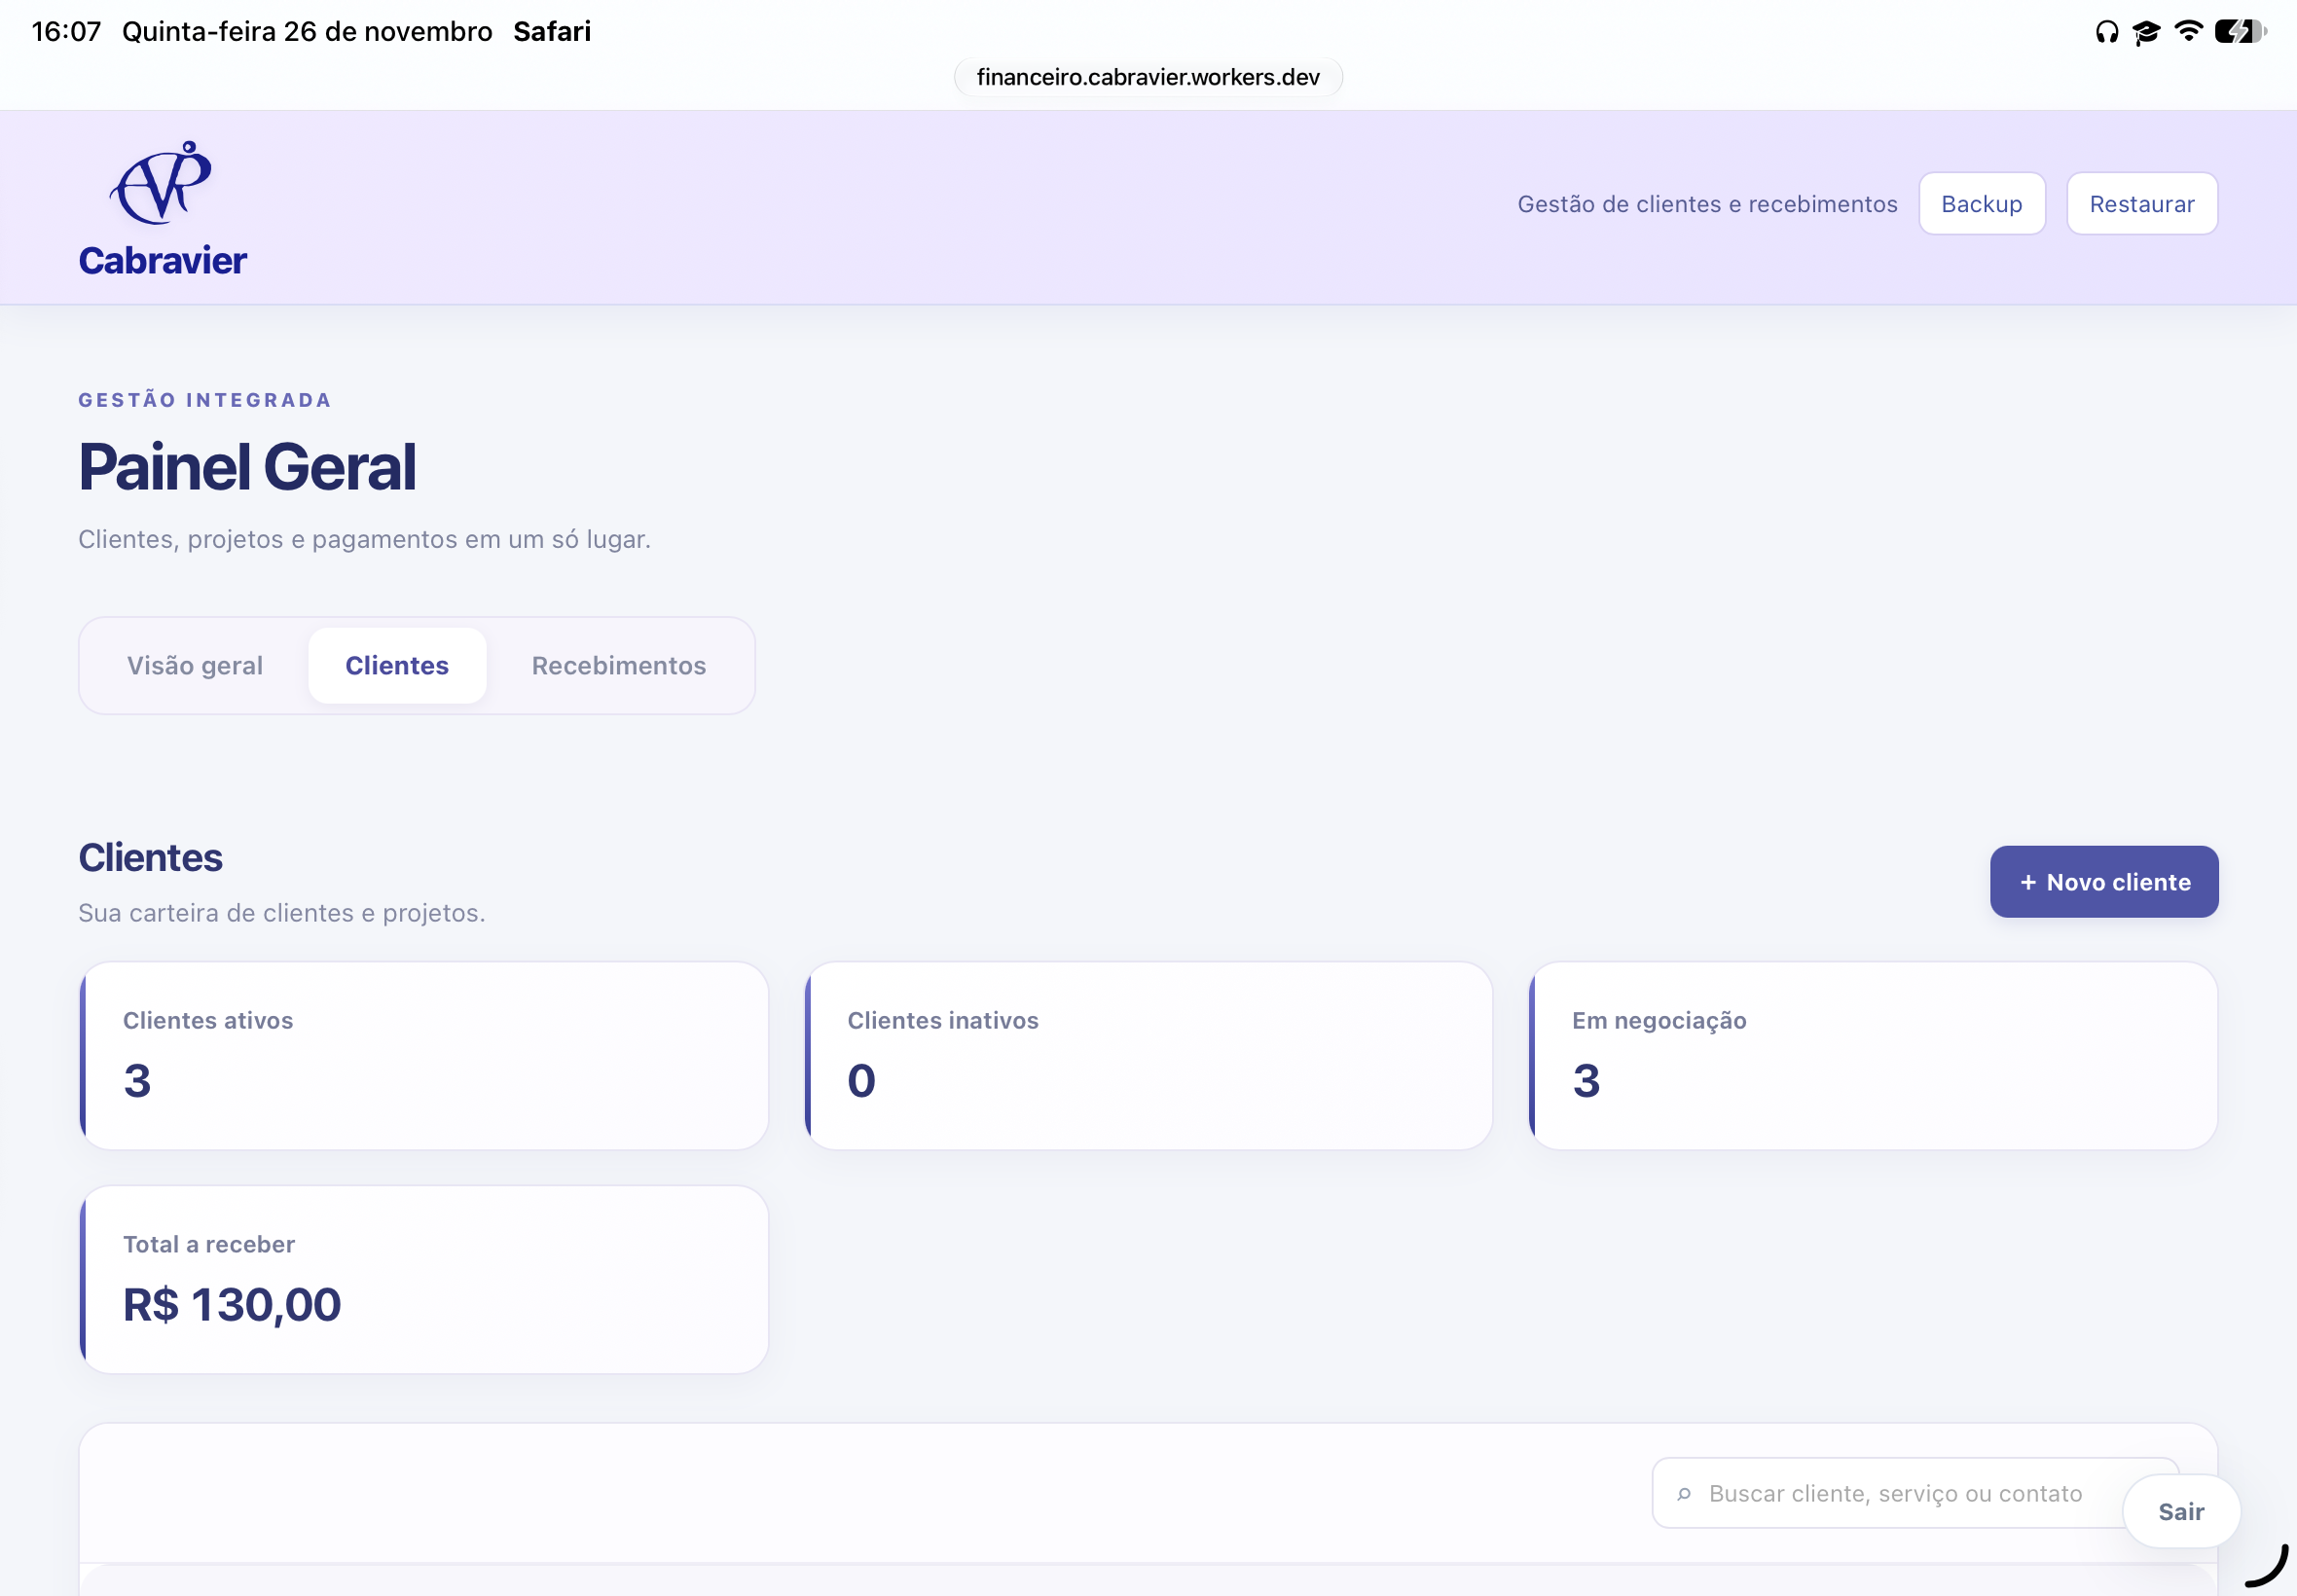 16:07 Quinta-feira 26 de novembro Safari
financeiro.cabravier.workers.dev
Cabravier
Gestão de clientes e recebimentos Backup Restaurar
GESTÃO INTEGRADA
Painel Geral
Clientes, projetos e pagamentos em um só lugar.
Visão geral Clientes Recebimentos
Clientes
Sua carteira de clientes e projetos.
+ Novo cliente
Clientes ativos
3
Clientes inativos
0
Em negociação
3
Total a receber
R$ 130,00
Buscar cliente, serviço ou contato
Sair